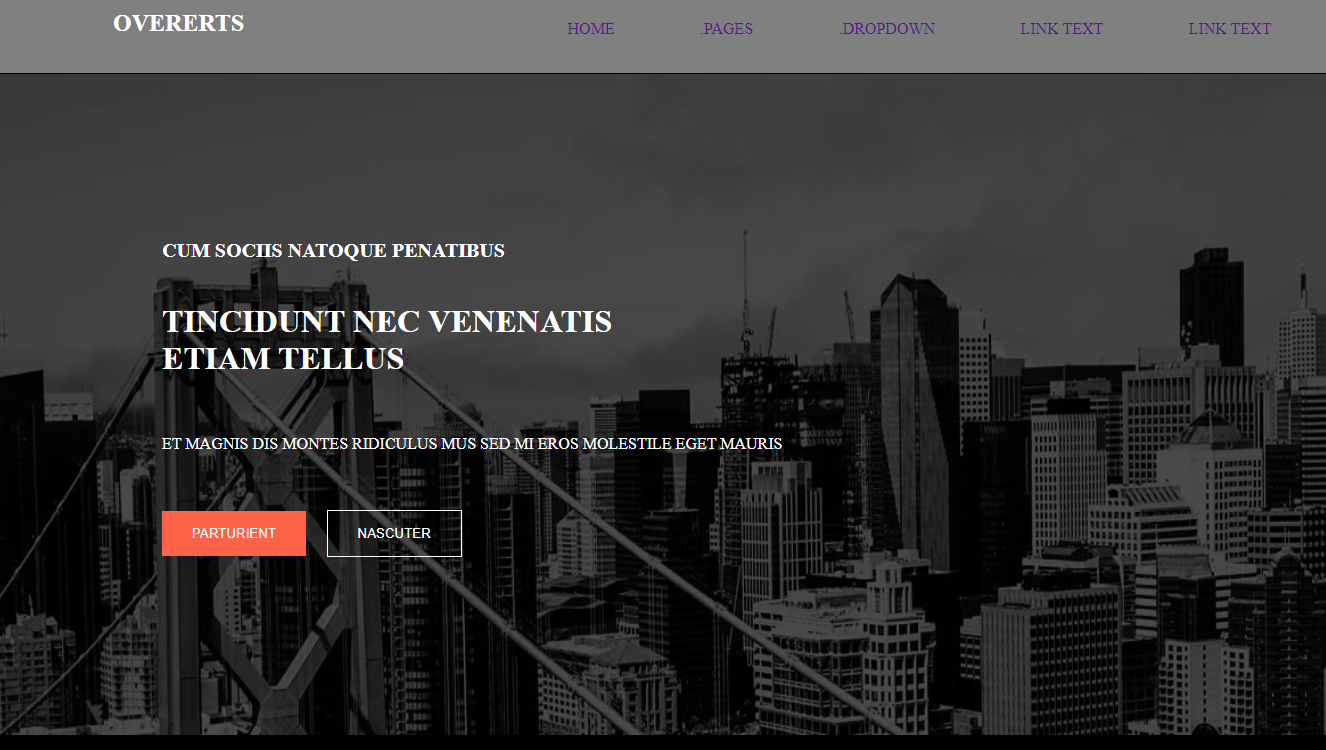 OVERERTS
HOME .PAGES .DROPDOWN LINK TEXT LINK TEXT
CUM SOCIIS NATOQUE PENATIBUS
TINCIDUNT NEC VENENATIS
ETIAM TELLUS
ET MAGNIS DIS MONTES RIDICULUS MUS SED MI EROS MOLESTILE EGET MAURIS
PARTURIENT NASCUTER